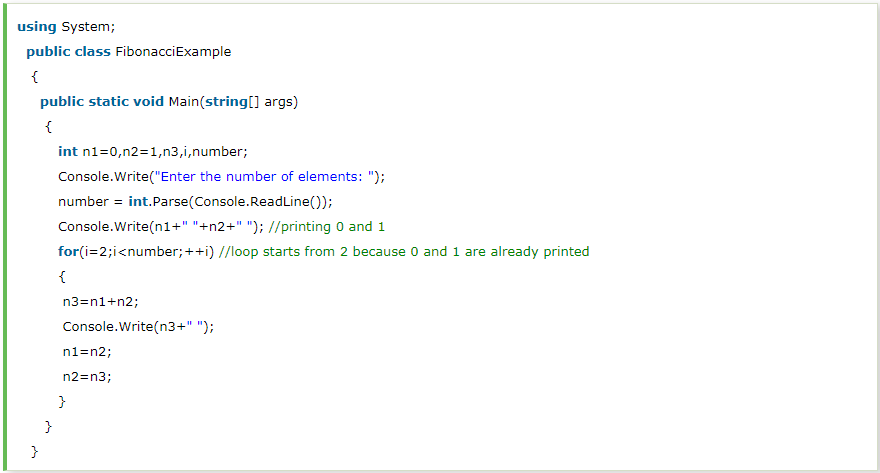 using System;
public class FibonacciExample
{
public static void Main(string[] args)
{
int n1=0,n2=1,n3,i,number;
Console.Write("Enter the number of elements: ");
number = int.Parse(Console.ReadLine());
Console.Write(n1+" "+n2+" "); //printing 0 and 1
for(i=2;i<number;++i) //loop starts from 2 because 0 and 1 are already printed
{
n3=n1+n2;
Console.Write(n3+" ");
n1=n2;
n2=n3;
}
}
}